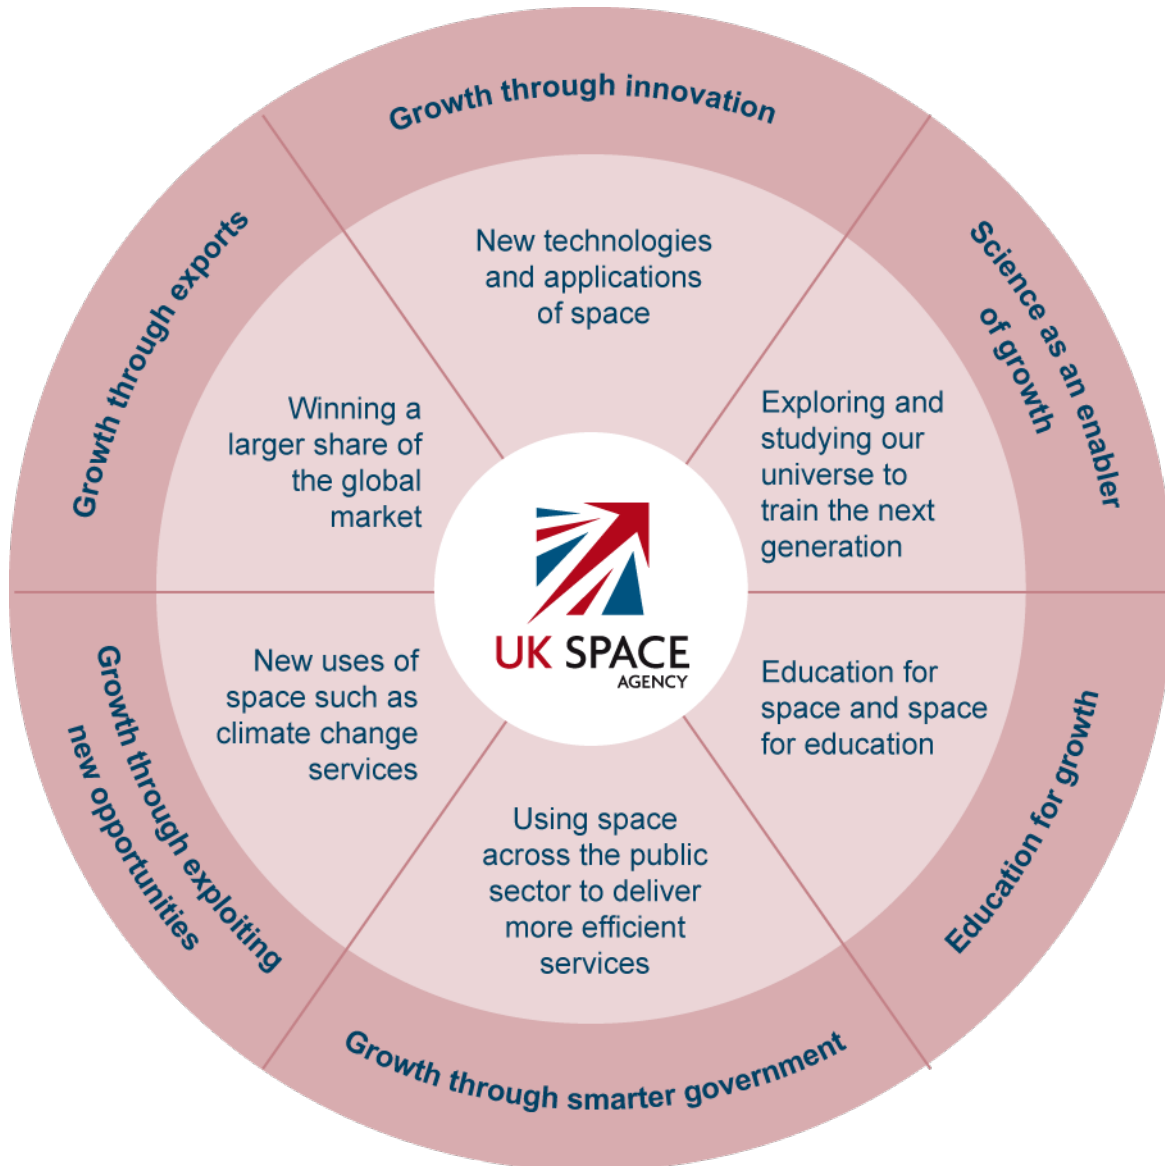 Growth through innovation
New technologies
and applications
of space
Science as an enabler
of growth
Exploring and
studying our
universe to
train the next
generation
Education for growth
Education for
space and space
for education
Growth through smarter government
Using space
across the public
sector to deliver
more efficient
services
Growth through exploiting
new opportunities
New uses of
space such as
climate change
services
Growth through exports
Winning a
larger share of
the global
market
UK SPACE
AGENCY